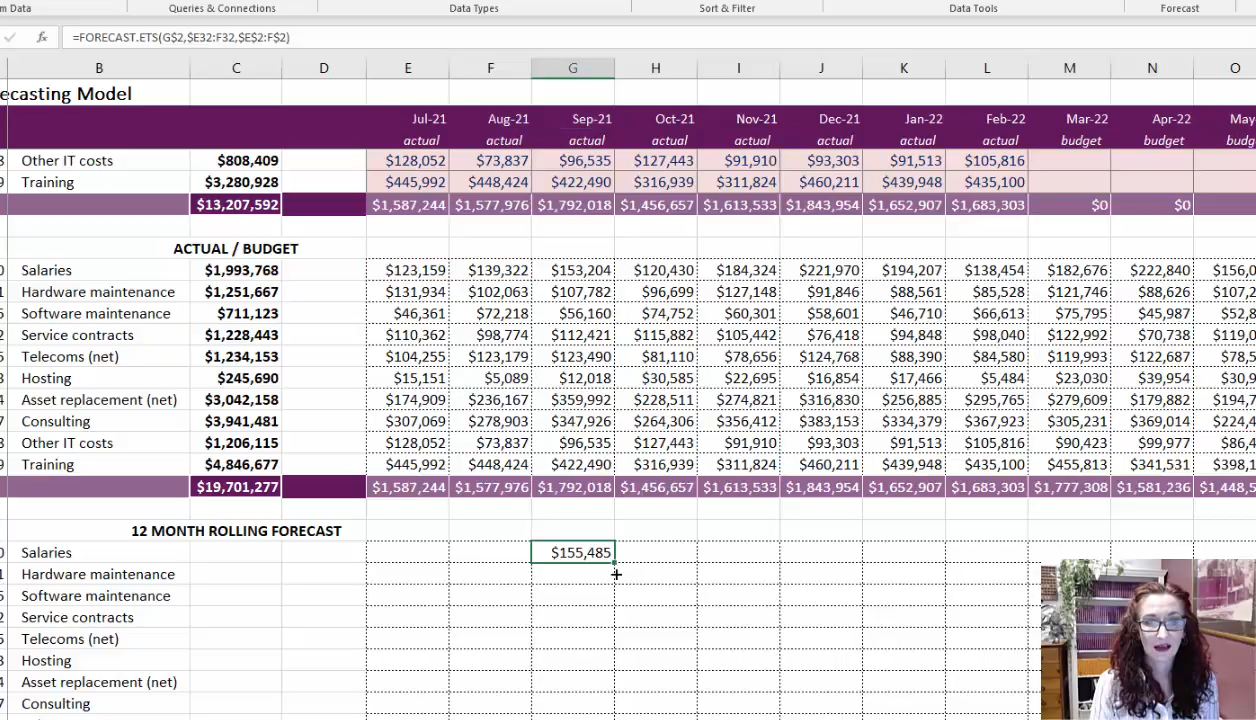 m Data Queries & Connections Data Types Sort & Filter Data Tools Forecast
fx =FORECAST.ETS(G$2,$E32:F32,$E$2:F$2)
B C D E F G H I J K L M N O
ecasting Model
Jul-21 Aug-21 Sep-21 Oct-21 Nov-21 Dec-21 Jan-22 Feb-22 Mar-22 Apr-22 May
actual actual actual actual actual actual actual actual budget budget budg
8 Other IT costs $808,409 $128,052 $73,837 $96,535 $127,443 $91,910 $93,303 $91,513 $105,816
9 Training $3,280,928 $445,992 $448,424 $422,490 $316,939 $311,824 $460,211 $439,948 $435,100
$13,207,592 $1,587,244 $1,577,976 $1,792,018 $1,456,657 $1,613,533 $1,843,954 $1,652,907 $1,683,303 $0 $0
ACTUAL / BUDGET
0 Salaries $1,993,768 $123,159 $139,322 $153,204 $120,430 $184,324 $221,970 $194,207 $138,454 $182,676 $222,840 $156,0
1 Hardware maintenance $1,251,667 $131,934 $102,063 $107,782 $96,699 $127,148 $91,846 $88,561 $85,528 $121,746 $88,626 $107,2
5 Software maintenance $711,123 $46,361 $72,218 $56,160 $74,752 $60,301 $58,601 $46,710 $66,613 $75,795 $45,987 $52,8
2 Service contracts $1,228,443 $110,362 $98,774 $112,421 $115,882 $105,442 $76,418 $94,848 $98,040 $122,992 $70,738 $119,0
5 Telecoms (net) $1,234,153 $104,255 $123,179 $123,490 $81,110 $78,656 $124,768 $88,390 $84,580 $119,993 $122,687 $78,5
3 Hosting $245,690 $15,151 $5,089 $12,018 $30,585 $22,695 $16,854 $17,466 $5,484 $23,030 $39,954 $30,9
4 Asset replacement (net) $3,042,158 $174,909 $236,167 $359,992 $228,511 $274,821 $316,830 $256,885 $295,765 $279,609 $179,882 $194,7
7 Consulting $3,941,481 $307,069 $278,903 $347,926 $264,306 $356,412 $383,153 $334,379 $367,923 $305,231 $369,014 $224,4
8 Other IT costs $1,206,115 $128,052 $73,837 $96,535 $127,443 $91,910 $93,303 $91,513 $105,816 $90,423 $99,977 $86,4
9 Training $4,846,677 $445,992 $448,424 $422,490 $316,939 $311,824 $460,211 $439,948 $435,100 $455,813 $341,531 $398,1
$19,701,277 $1,587,244 $1,577,976 $1,792,018 $1,456,657 $1,613,533 $1,843,954 $1,652,907 $1,683,303 $1,777,308 $1,581,236 $1,448,5
12 MONTH ROLLING FORECAST
0 Salaries $155,485
1 Hardware maintenance
5 Software maintenance
2 Service contracts
5 Telecoms (net)
3 Hosting
4 Asset replacement (net)
7 Consulting